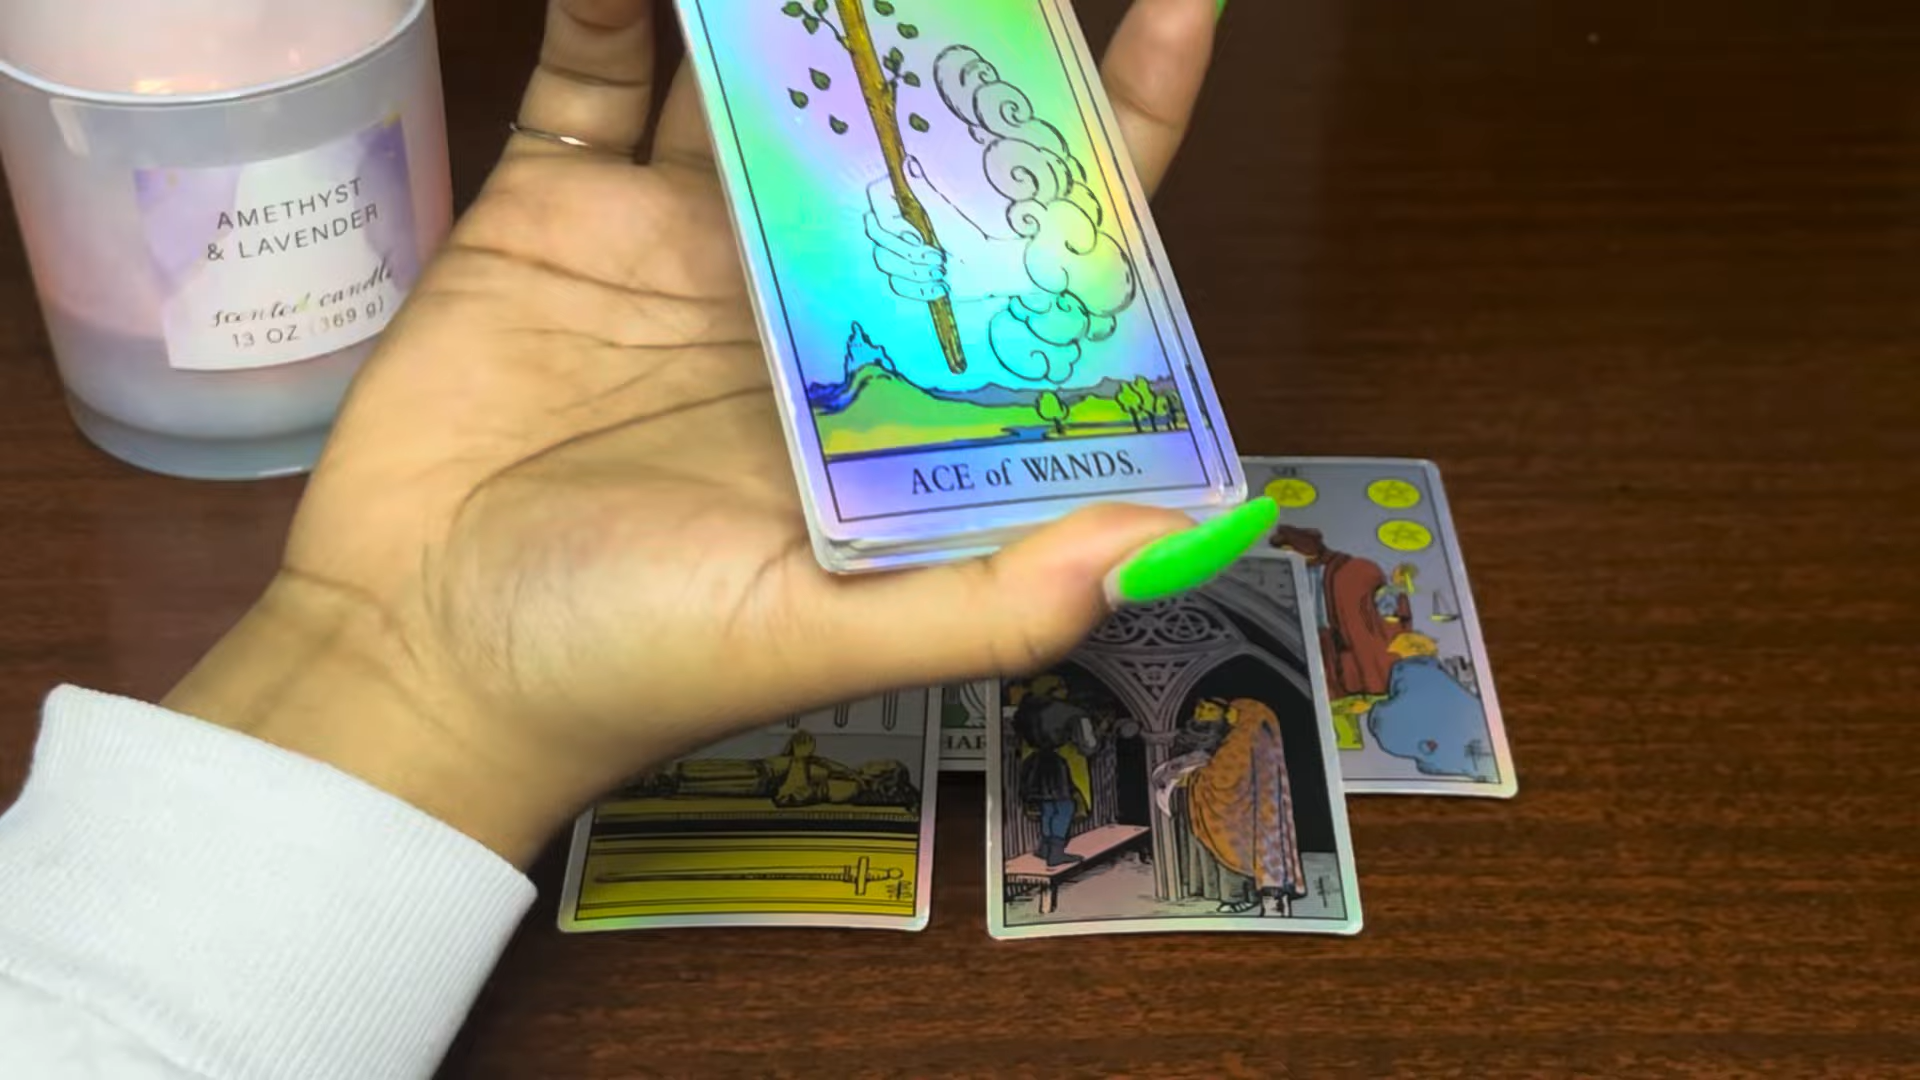 AMETHYST
& LAVENDER
scented candle
13 OZ (369 g)
ACE of WANDS.